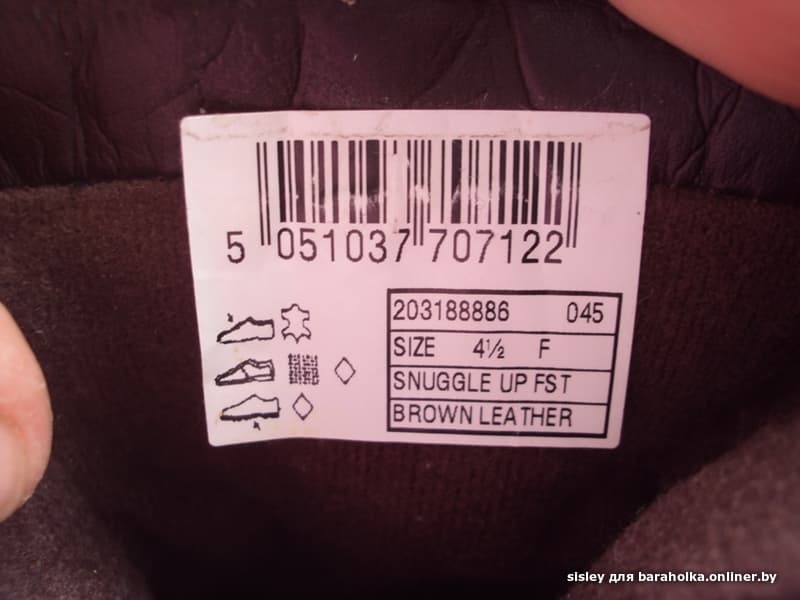 5 051037 707122
203188886 045
SIZE 4½ F
SNUGGLE UP FST
BROWN LEATHER
sisley для baraholka.onliner.by